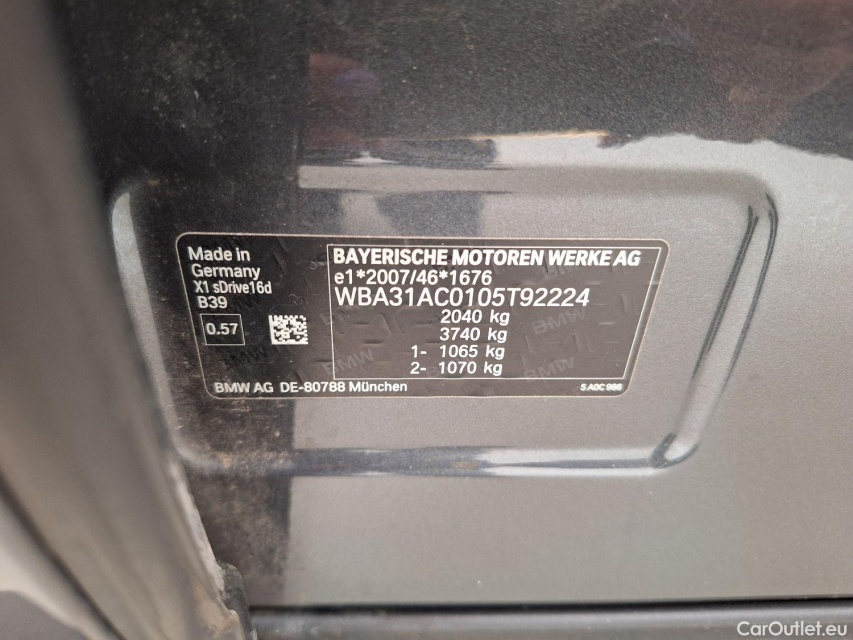 Made in
Germany
X1 sDrive16d
B39
0.57
BAYERISCHE MOTOREN WERKE AG
e1*2007/46*1676
WBA31AC0105T92224
2040 kg
3740 kg
1- 1065 kg
2- 1070 kg
BMW AG DE-80788 München
5 A0C 986
CarOutlet.eu